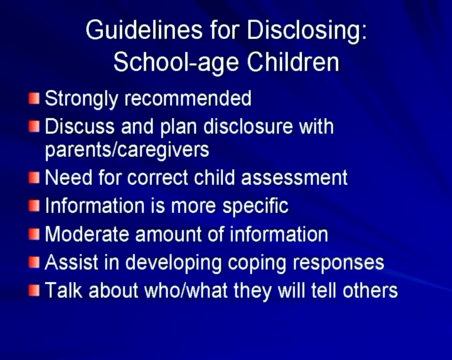 Guidelines for Disclosing:
School-age Children
Strongly recommended
Discuss and plan disclosure with
parents/caregivers
Need for correct child assessment
Information is more specific
Moderate amount of information
Assist in developing coping responses
Talk about who/what they will tell others